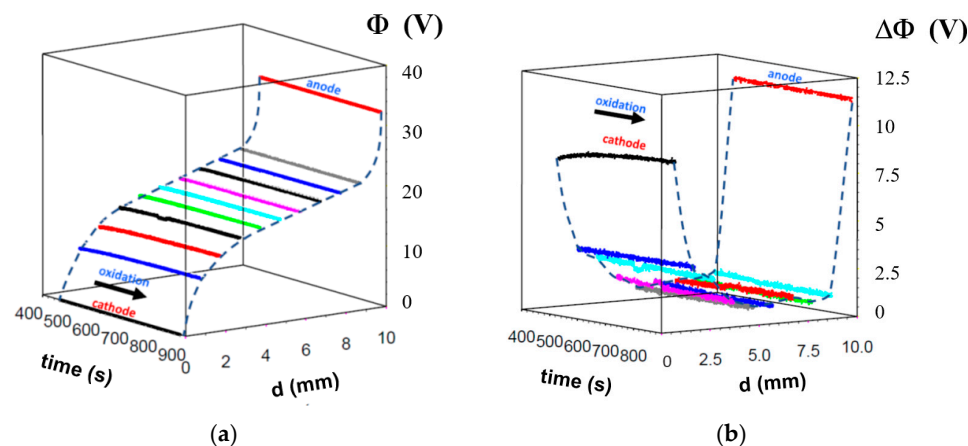 Φ (V)
40
30
20
10
0
anode
oxidation
cathode
400 500 600 700 800 900
time (s)
0 2 4 6 8 10
d (mm)
(a)
ΔΦ (V)
12.5
10
7.5
5
2.5
0
anode
oxidation
cathode
400 500 600 700 800
time (s)
0 2.5 5.0 7.5 10.0
d (mm)
(b)